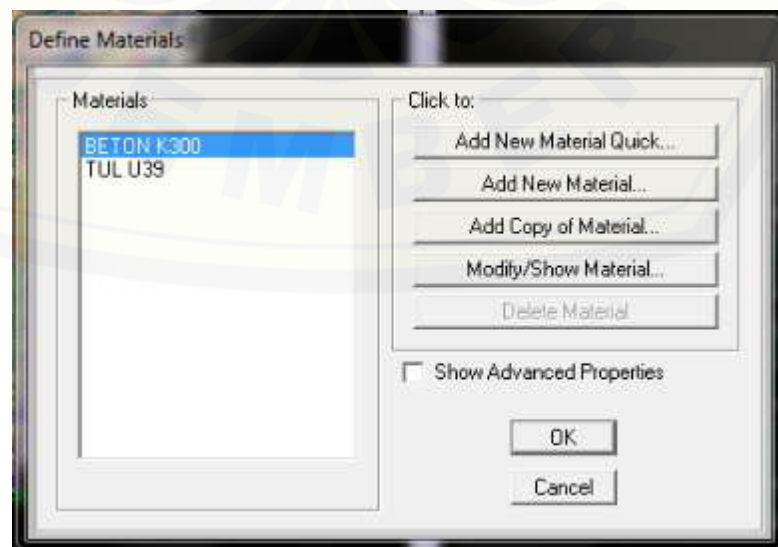 Define Materials
Materials
BETON K300
TUL U39
Click to:
Add New Material Quick...
Add New Material...
Add Copy of Material...
Modify/Show Material...
Delete Material
Show Advanced Properties
OK
Cancel